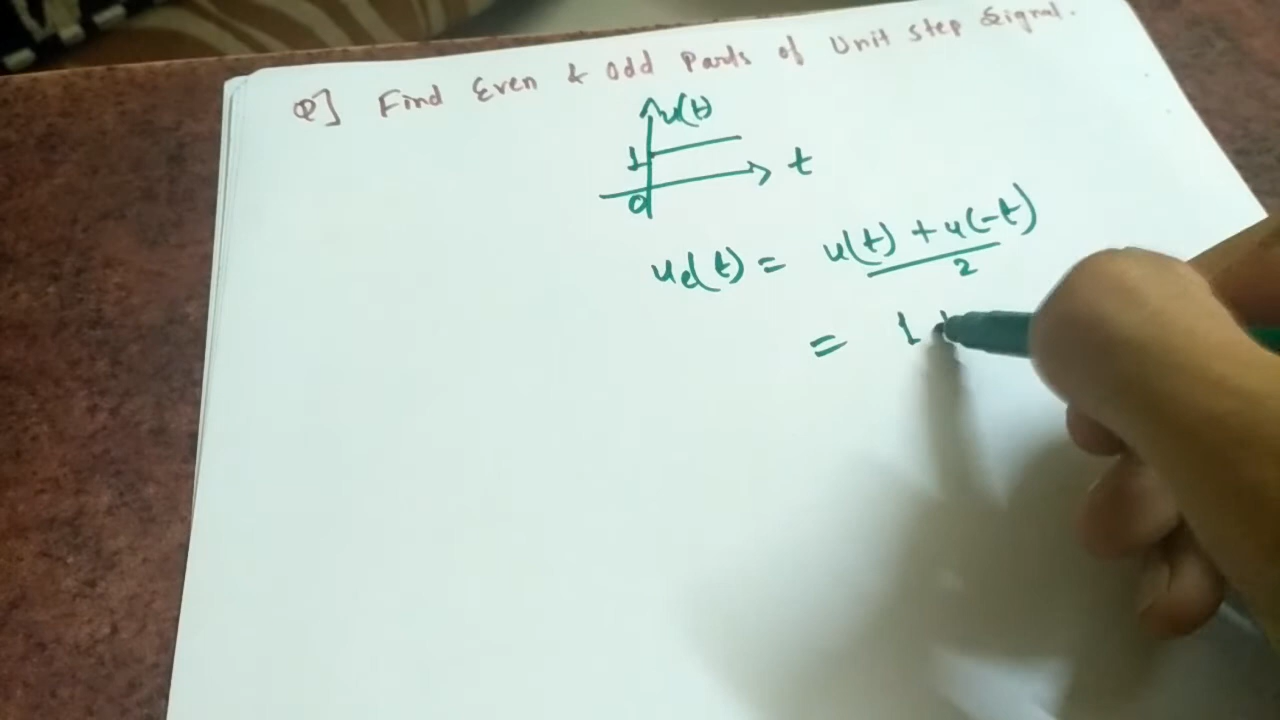 Q] Find Even & Odd Parts of Unit step Signal.
u(t)
1
t
0
ue(t) = u(t) + u(-t)
2
= 1